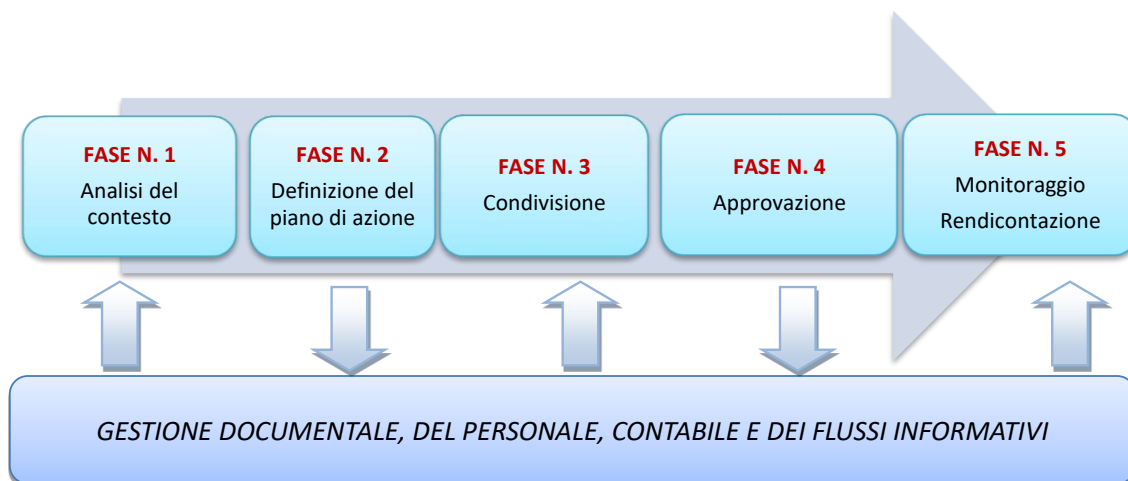 FASE N. 1
Analisi del
contesto
FASE N. 2
Definizione del
piano di azione
FASE N. 3
Condivisione
FASE N. 4
Approvazione
FASE N. 5
Monitoraggio
Rendicontazione
GESTIONE DOCUMENTALE, DEL PERSONALE, CONTABILE E DEI FLUSSI INFORMATIVI